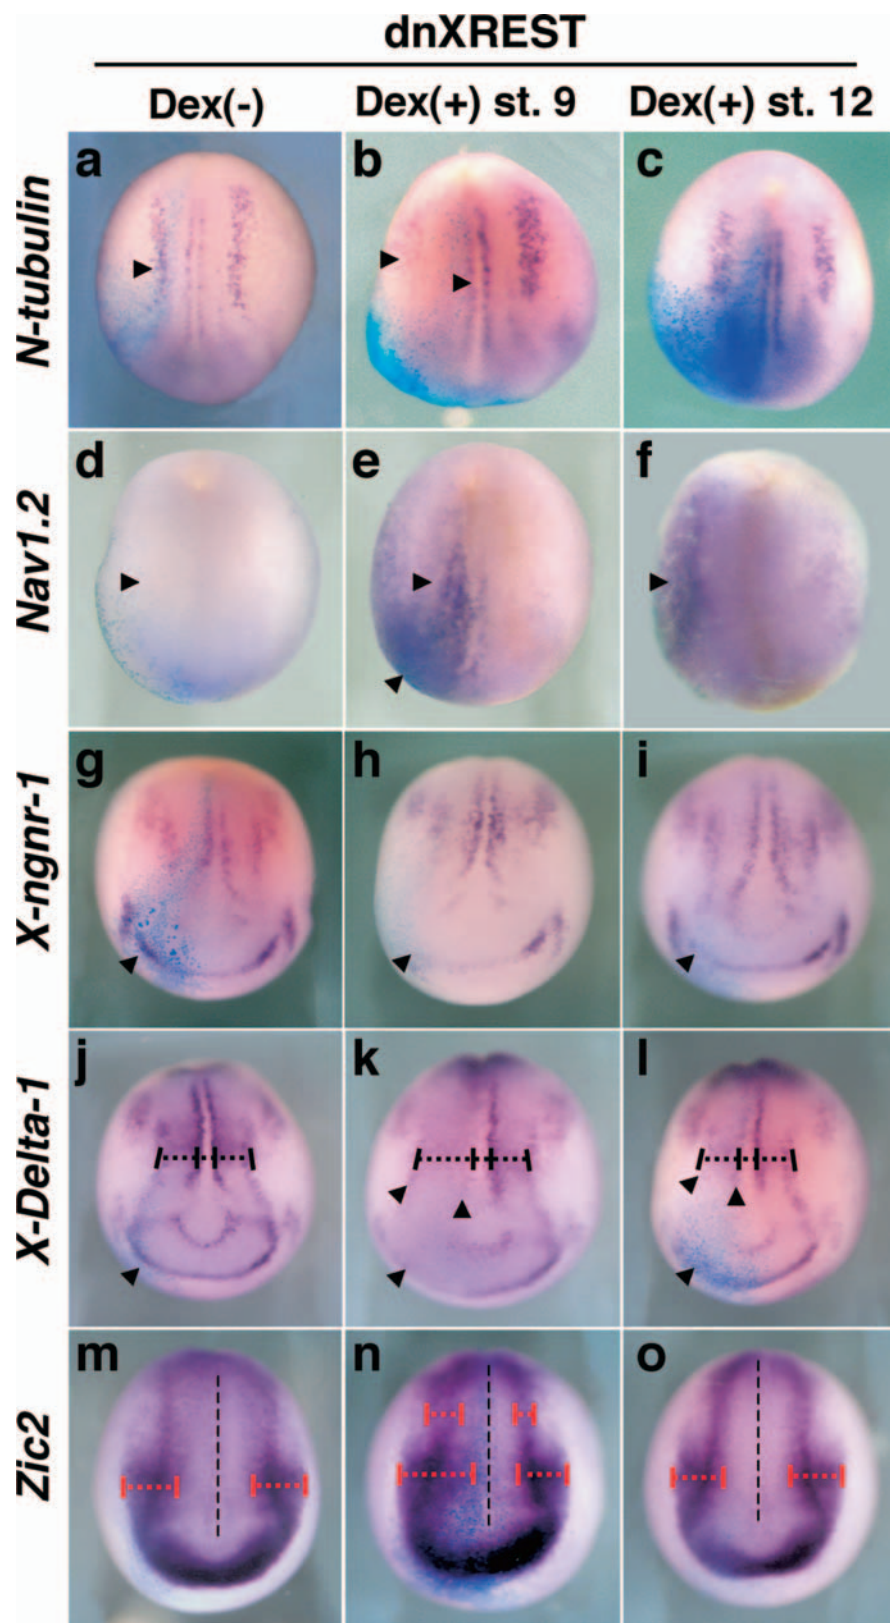 dnXREST
Dex(-) Dex(+) st. 9 Dex(+) st. 12
N-tubulin
a b c
Nav1.2
d e f
X-ngnr-1
g h i
X-Delta-1
j k l
Zic2
m n o